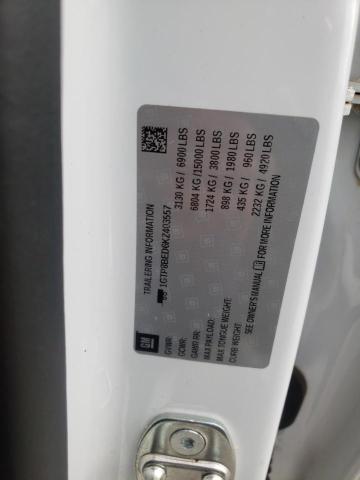 GM
TRAILERING INFORMATION
1GTP8BED0KZ403557
GVWR: 3130 KG / 6900 LBS
GCWR: 6804 KG /15000 LBS
GAWR RR: 1724 KG / 3800 LBS
MAX PAYLOAD: 898 KG / 1980 LBS
MAX TONGUE WEIGHT: 435 KG / 960 LBS
CURB WEIGHT: 2232 KG / 4920 LBS
SEE OWNER'S MANUAL FOR MORE INFORMATION